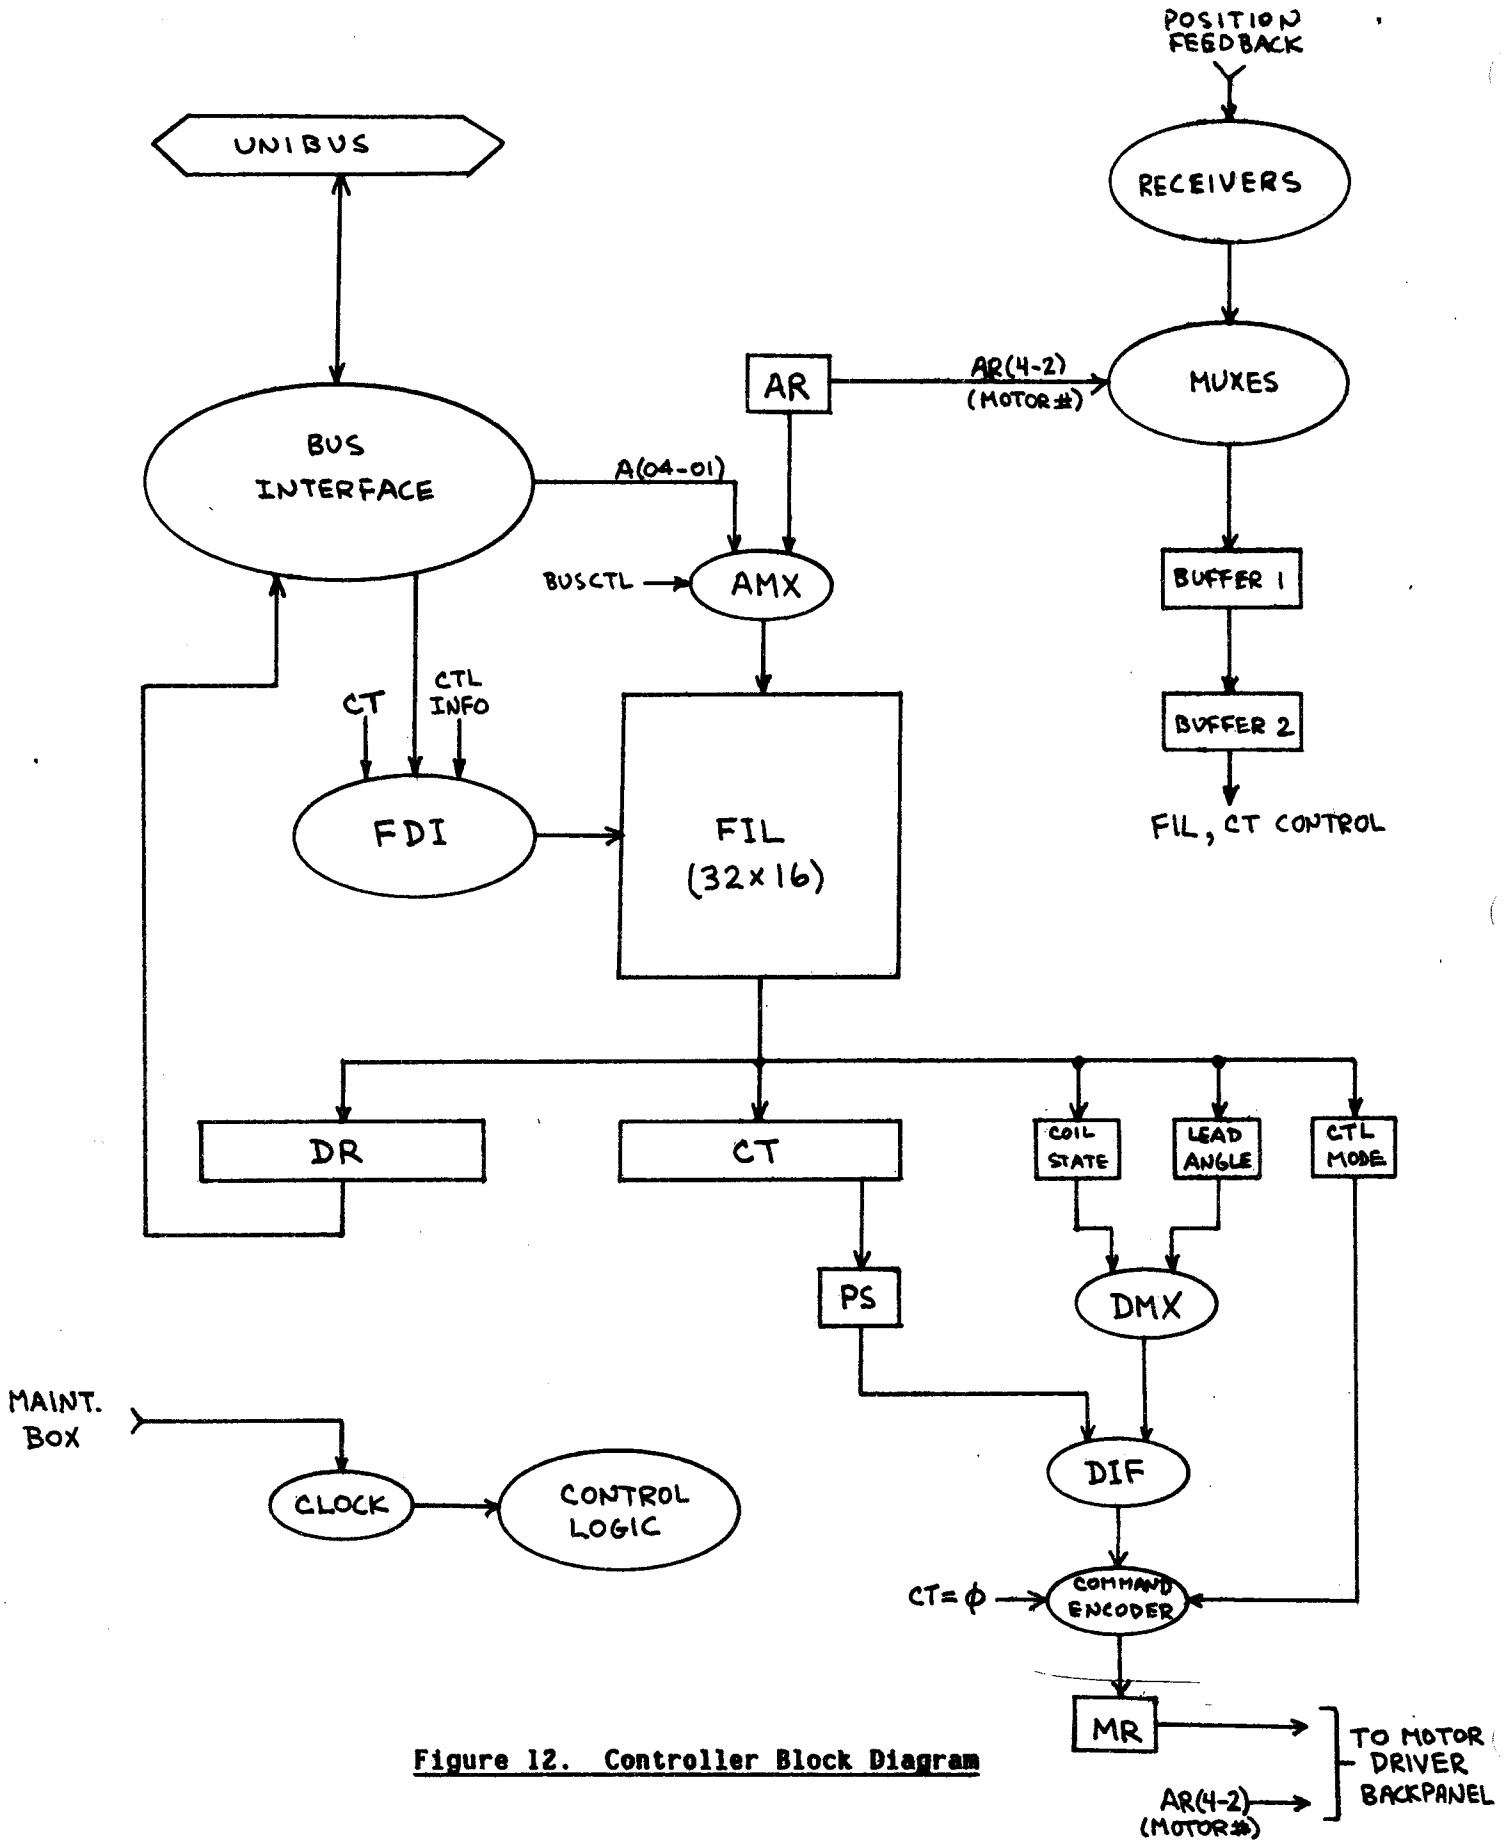 POSITION
FEEDBACK
UNIBUS
RECEIVERS
AR
AR(4-2)
(MOTOR#)
MUXES
BUS
INTERFACE
A(04-01)
BUSCTL
AMX
BUFFER 1
CT
CTL
INFO
BUFFER 2
FDI
FIL
(32x16)
FIL, CT CONTROL
DR
CT
COIL
STATE
LEAD
ANGLE
CTL
MODE
PS
DMX
MAINT.
BOX
CLOCK
CONTROL
LOGIC
DIF
CT=ϕ
COMMAND
ENCODER
MR
TO MOTOR
DRIVER
BACKPANEL
AR(4-2)
(MOTOR#)
Figure 12. Controller Block Diagram